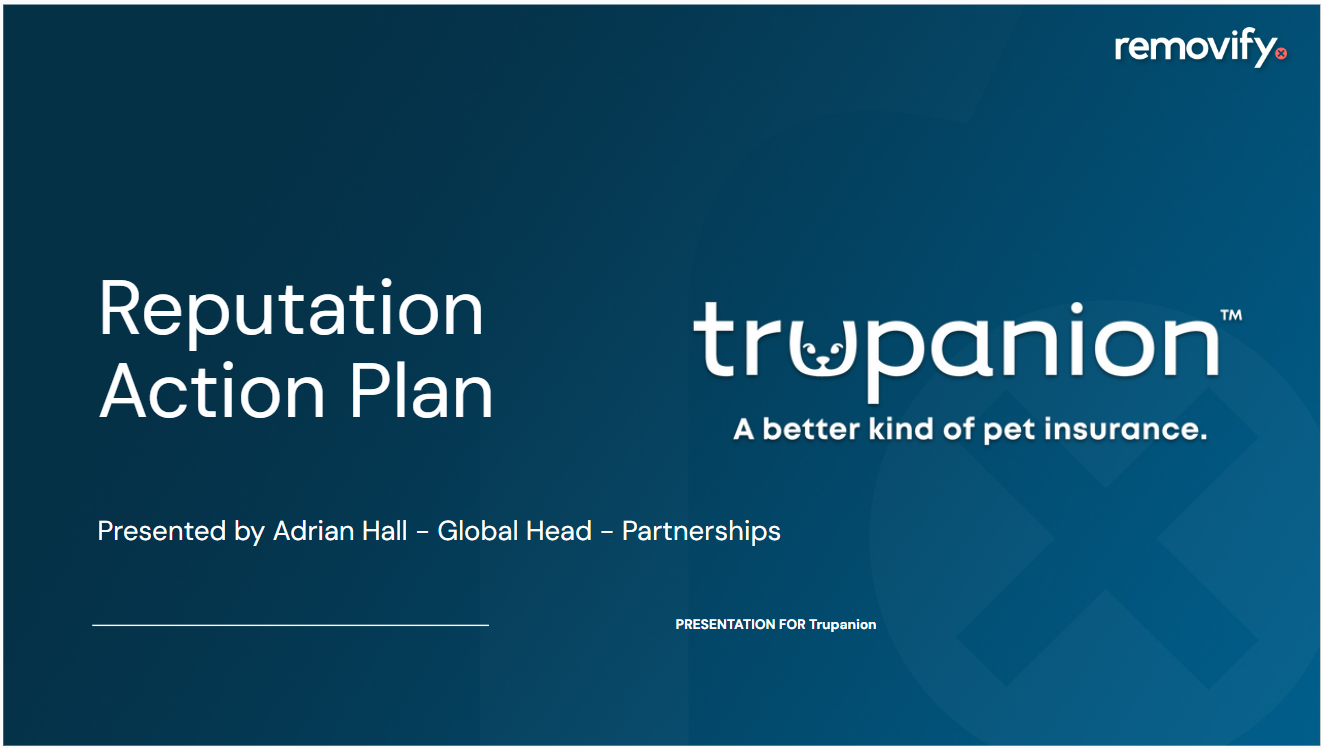 removify
Reputation
Action Plan
trupanion™
A better kind of pet insurance.
Presented by Adrian Hall - Global Head - Partnerships
PRESENTATION FOR Trupanion